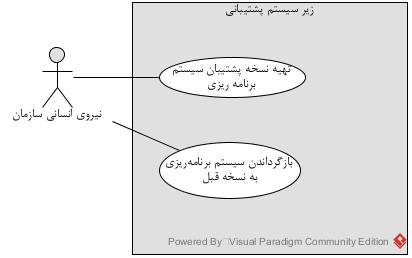 زیر سیستم پشتیبانی
تهیه نسخه پشتیبان سیستم
برنامه ریزی
نیروی انسانی سازمان
بازگرداندن سیستم برنامه‌ریزی
به نسخه قبل
Powered By Visual Paradigm Community Edition